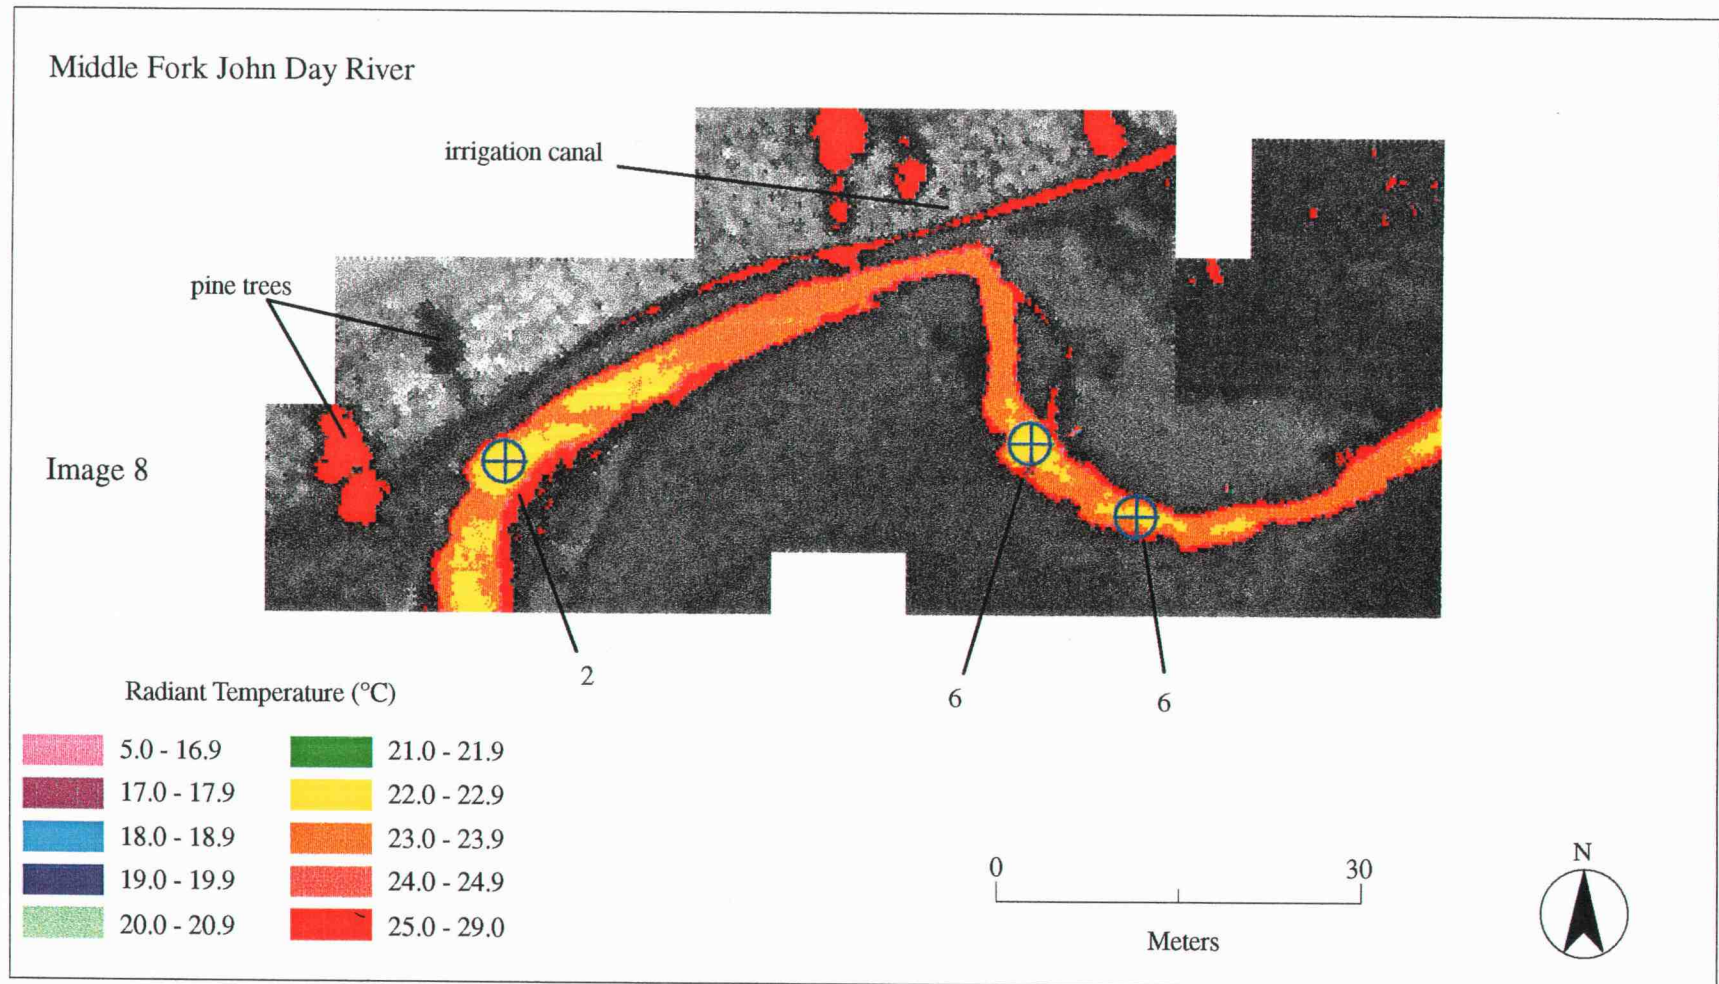 Middle Fork John Day River
irrigation canal
pine trees
Image 8
2
6
6
Radiant Temperature (°C)
5.0 - 16.9
17.0 - 17.9
18.0 - 18.9
19.0 - 19.9
20.0 - 20.9
21.0 - 21.9
22.0 - 22.9
23.0 - 23.9
24.0 - 24.9
25.0 - 29.0
0 30
Meters
N